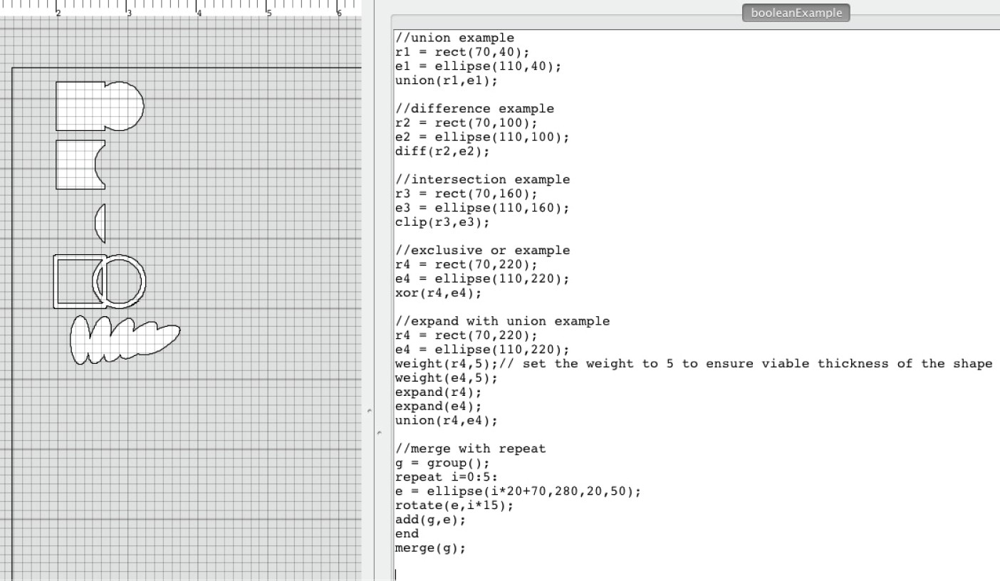 2 3 4 5 6
booleanExample
//union example
r1 = rect(70,40);
e1 = ellipse(110,40);
union(r1,e1);
//difference example
r2 = rect(70,100);
e2 = ellipse(110,100);
diff(r2,e2);
//intersection example
r3 = rect(70,160);
e3 = ellipse(110,160);
clip(r3,e3);
//exclusive or example
r4 = rect(70,220);
e4 = ellipse(110,220);
xor(r4,e4);
//expand with union example
r4 = rect(70,220);
e4 = ellipse(110,220);
weight(r4,5);// set the weight to 5 to ensure viable thickness of the shape
weight(e4,5);
expand(r4);
expand(e4);
union(r4,e4);
//merge with repeat
g = group();
repeat i=0:5:
e = ellipse(i*20+70,280,20,50);
rotate(e,i*15);
add(g,e);
end
merge(g);